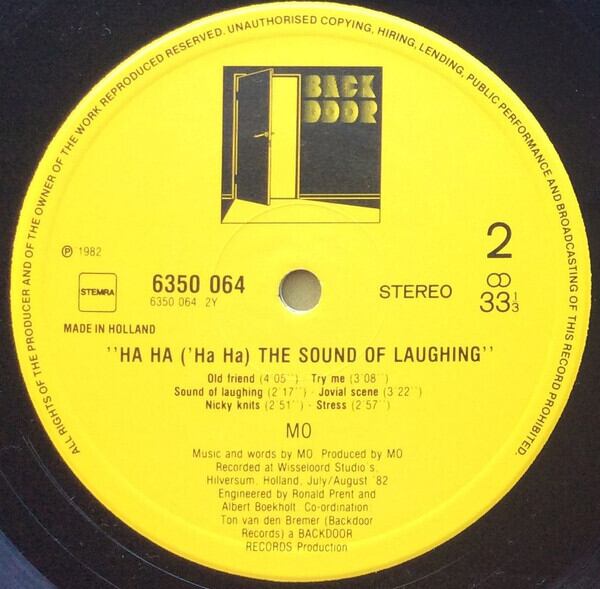 ALL RIGHTS OF THE PRODUCER AND OF THE OWNER OF THE WORK REPRODUCED RESERVED. UNAUTHORISED COPYING, HIRING, LENDING, PUBLIC PERFORMANCE AND BROADCASTING OF THIS RECORD PROHIBITED.
BACK
DOOR
℗ 1982
STEMRA
6350 064
6350 064 2Y
STEREO
2
33 1/3
MADE IN HOLLAND
"HA HA ('Ha Ha) THE SOUND OF LAUGHING"
Old friend (4'05'') - Try me (3'08'')
Sound of laughing (2'17'') - Jovial scene (3'22'')
Nicky knits (2'51'') - Stress (2'57'')
MO
Music and words by MO. Produced by MO
Recorded at Wisseloord Studio's,
Hilversum, Holland, July/August '82
Engineered by Ronald Prent and
Albert Boekholt. Co-ordination:
Ton van den Bremer (Backdoor
Records) a BACKDOOR
RECORDS Production